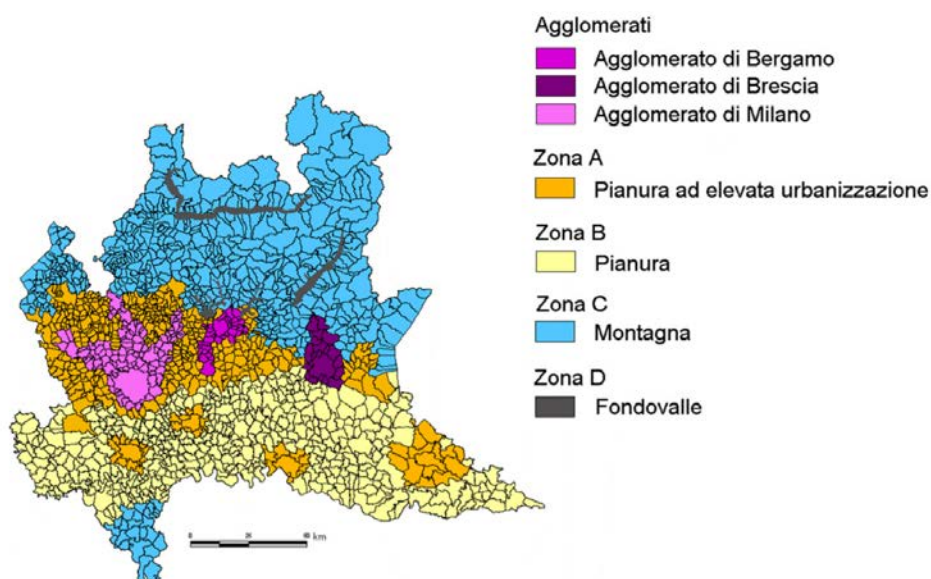 Agglomerati
Agglomerato di Bergamo
Agglomerato di Brescia
Agglomerato di Milano
Zona A
Pianura ad elevata urbanizzazione
Zona B
Pianura
Zona C
Montagna
Zona D
Fondovalle
km